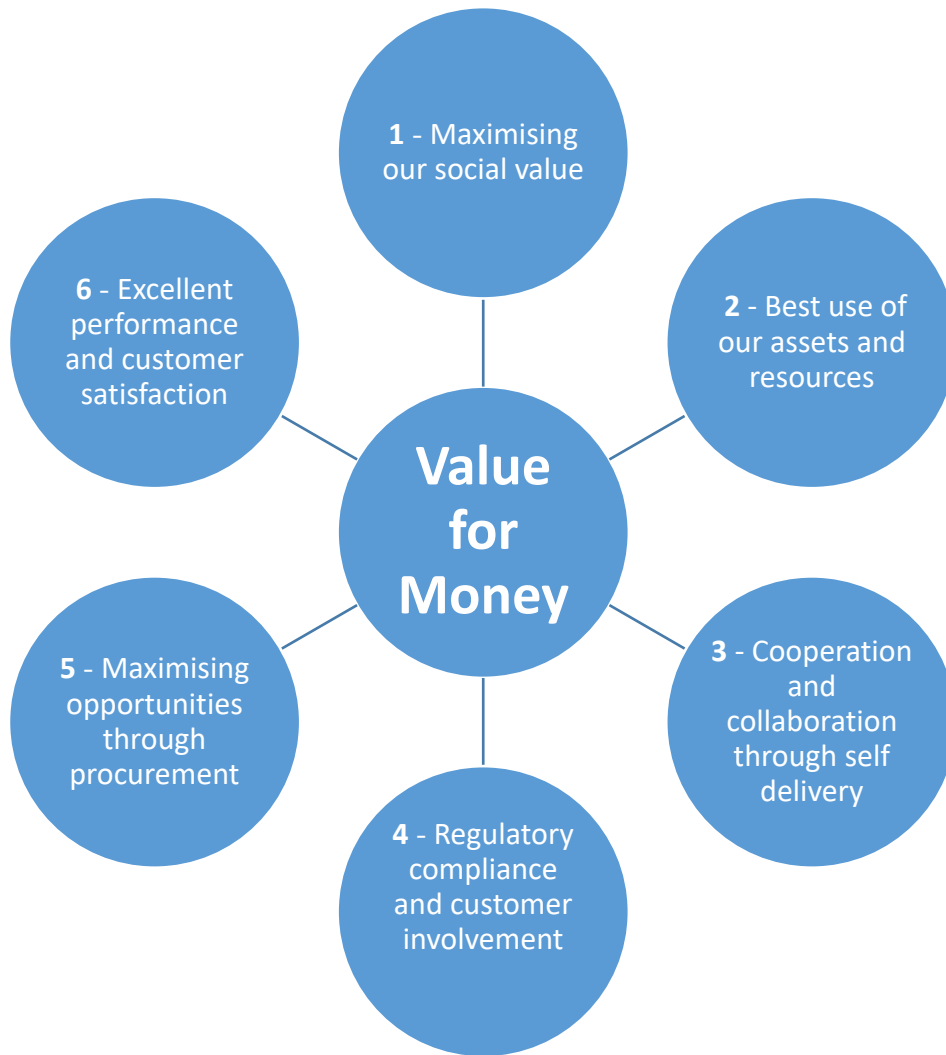 1 - Maximising
our social value
2 - Best use of
our assets and
resources
3 - Cooperation
and
collaboration
through self
delivery
4 - Regulatory
compliance
and customer
involvement
5 - Maximising
opportunities
through
procurement
6 - Excellent
performance
and customer
satisfaction
Value
for
Money